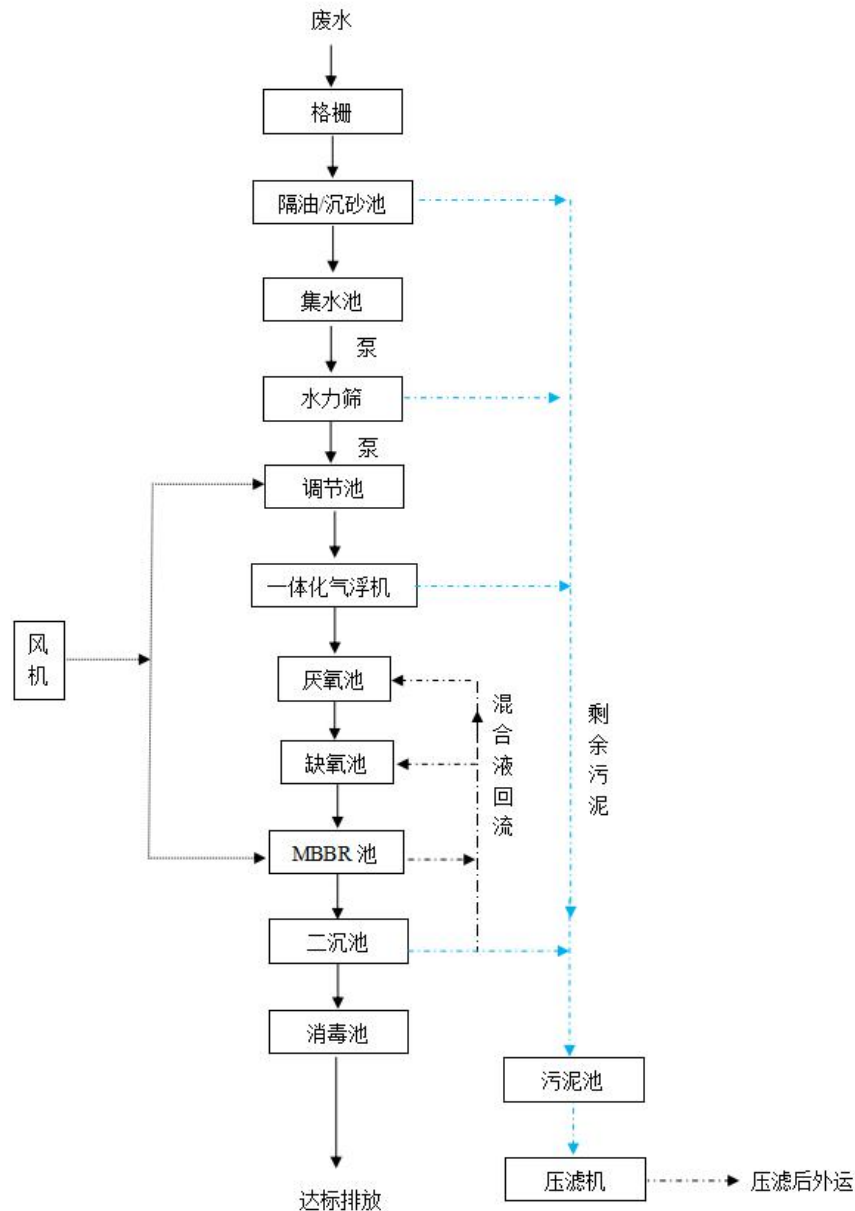 废水
格栅
隔油/沉砂池
集水池
泵
水力筛
泵
调节池
一体化气浮机
风机
厌氧池
缺氧池
混合液回流
剩余污泥
MBBR 池
二沉池
消毒池
污泥池
压滤机
压滤后外运
达标排放